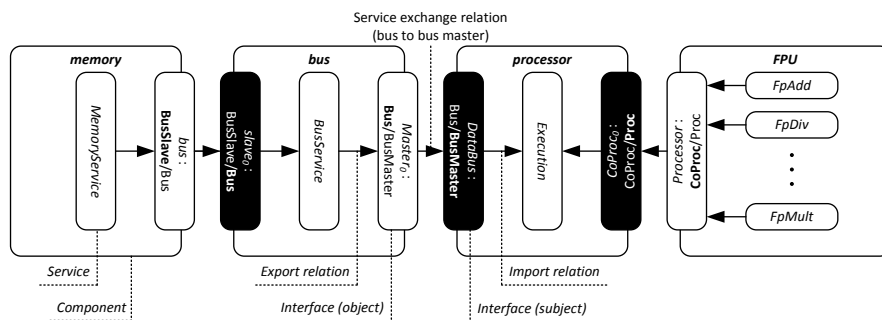 Service exchange relation
(bus to bus master)
memory
bus
processor
FPU
MemoryService
bus :
BusSlave/Bus
slave0 :
BusSlave/Bus
BusService
Master0 :
Bus/BusMaster
DataBus :
Bus/BusMaster
Execution
CoProc0 :
CoProc/Proc
Processor :
CoProc/Proc
FpAdd
FpDiv
FpMult
Service
Export relation
Import relation
Component
Interface (object)
Interface (subject)